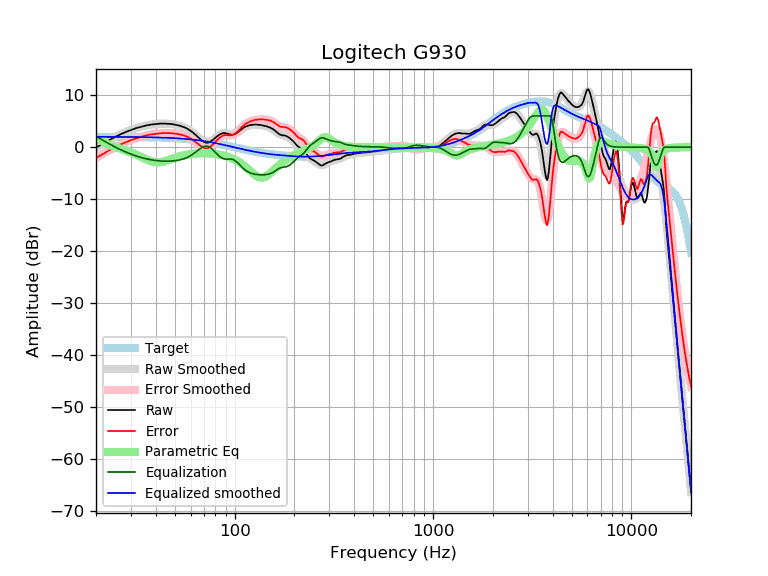 Logitech G930
Amplitude (dBr)
10
0
−10
−20
−30
−40
−50
−60
−70
Target
Raw Smoothed
Error Smoothed
Raw
Error
Parametric Eq
Equalization
Equalized smoothed
100 1000 10000
Frequency (Hz)